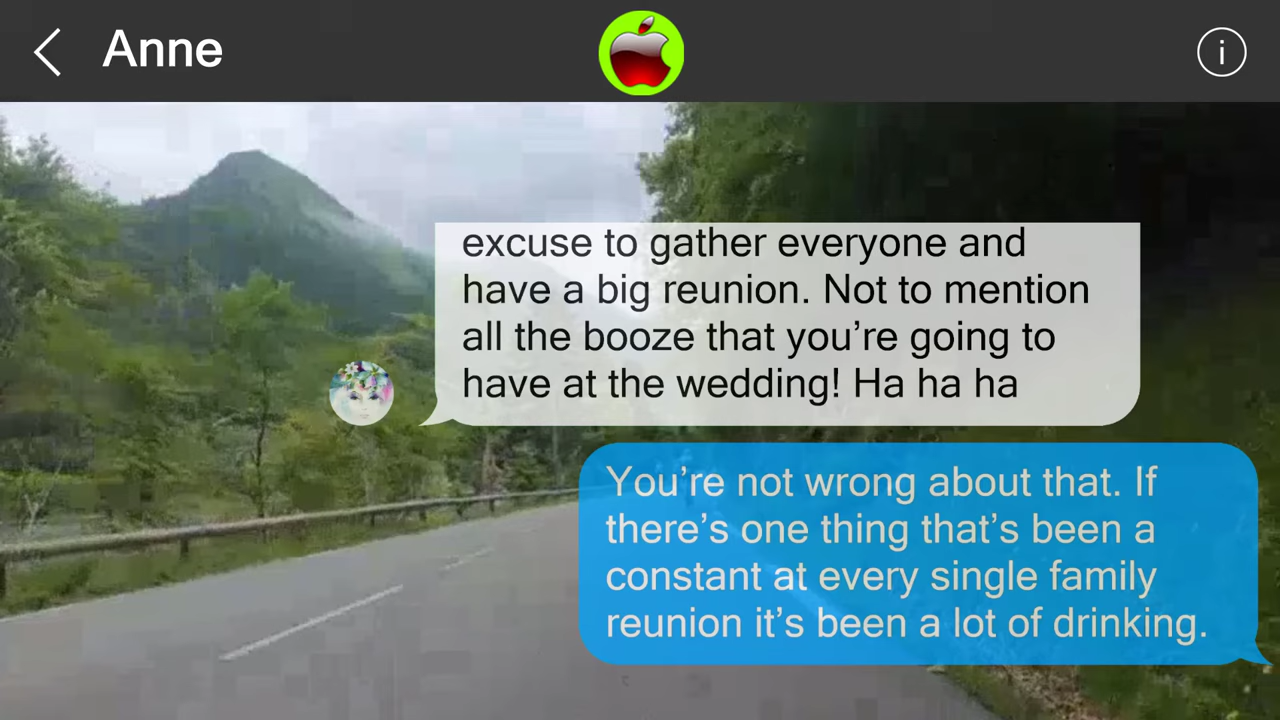 Anne
i
excuse to gather everyone and
have a big reunion. Not to mention
all the booze that you’re going to
have at the wedding! Ha ha ha
You’re not wrong about that. If
there’s one thing that’s been a
constant at every single family
reunion it’s been a lot of drinking.